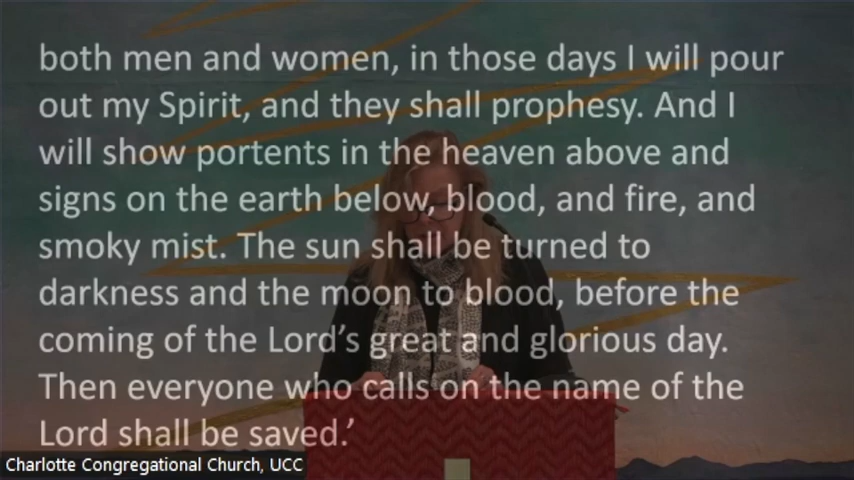 both men and women, in those days I will pour
out my Spirit, and they shall prophesy. And I
will show portents in the heaven above and
signs on the earth below, blood, and fire, and
smoky mist. The sun shall be turned to
darkness and the moon to blood, before the
coming of the Lord’s great and glorious day.
Then everyone who calls on the name of the
Lord shall be saved.’
Charlotte Congregational Church, UCC